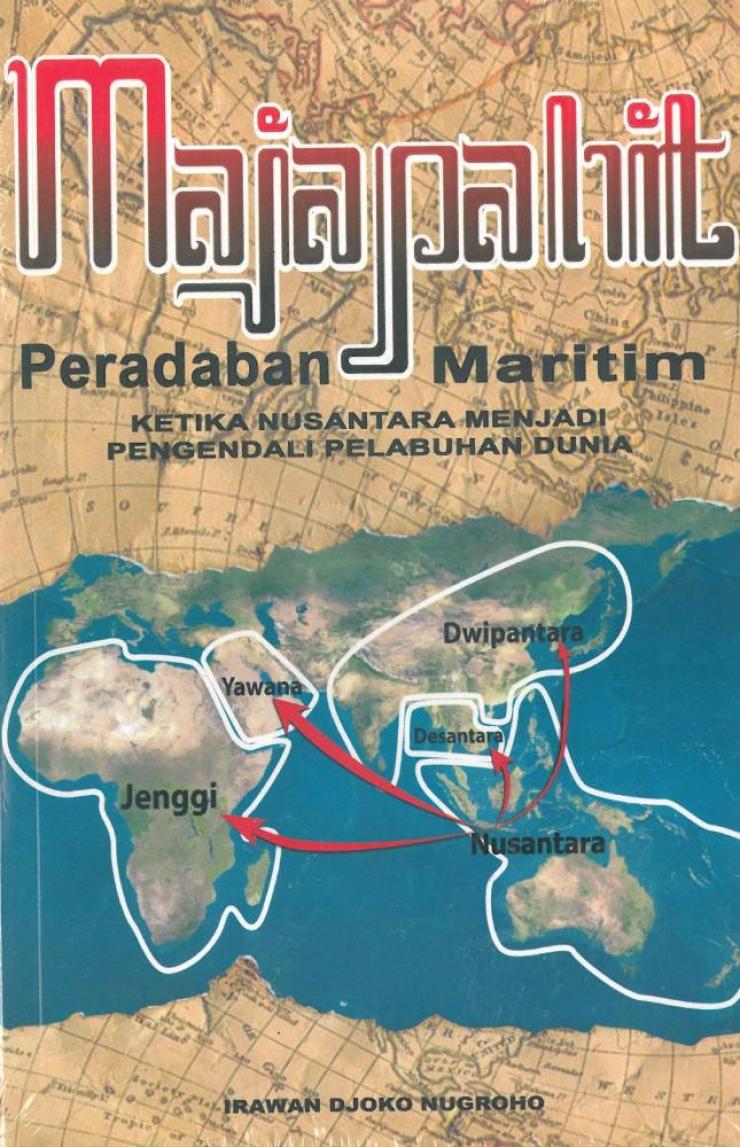 Majapahit
Peradaban Maritim
KETIKA NUSANTARA MENJADI
PENGENDALI PELABUHAN DUNIA
Dwipantara
Yawana
Desantara
Jenggi
Nusantara
IRAWAN DJOKO NUGROHO